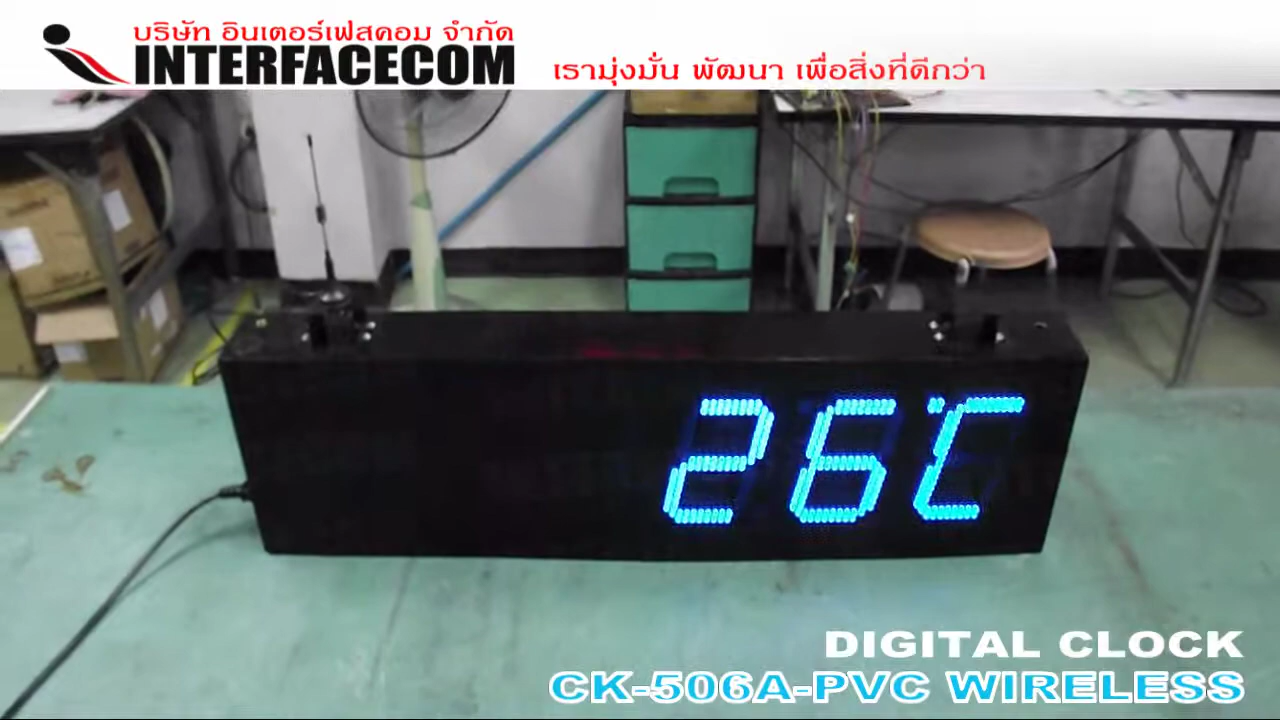 บริษัท อินเตอร์เฟสคอม จำกัด
INTERFACECOM
เรามุ่งมั่น พัฒนา เพื่อสิ่งที่ดีกว่า
26°C
DIGITAL CLOCK
CK-506A-PVC WIRELESS